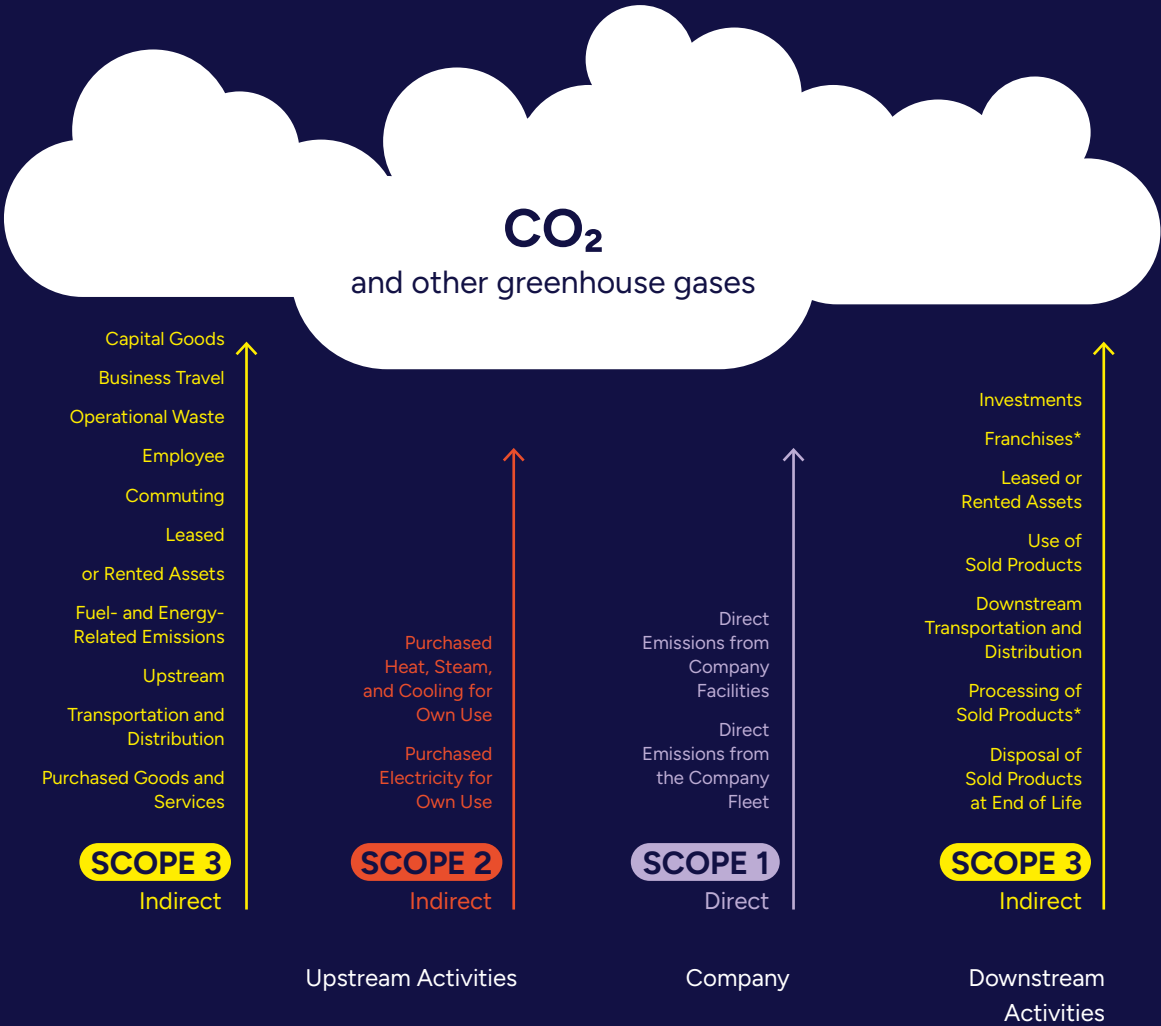 CO₂
and other greenhouse gases
Capital Goods
Business Travel
Operational Waste
Employee
Commuting
Leased
or Rented Assets
Fuel- and Energy-
Related Emissions
Upstream
Transportation and
Distribution
Purchased Goods and
Services
SCOPE 3
Indirect
Purchased
Heat, Steam,
and Cooling for
Own Use
Purchased
Electricity for
Own Use
SCOPE 2
Indirect
Upstream Activities
Direct
Emissions from
Company
Facilities
Direct
Emissions from
the Company
Fleet
SCOPE 1
Direct
Company
Investments
Franchises*
Leased or
Rented Assets
Use of
Sold Products
Downstream
Transportation and
Distribution
Processing of
Sold Products*
Disposal of
Sold Products
at End of Life
SCOPE 3
Indirect
Downstream
Activities